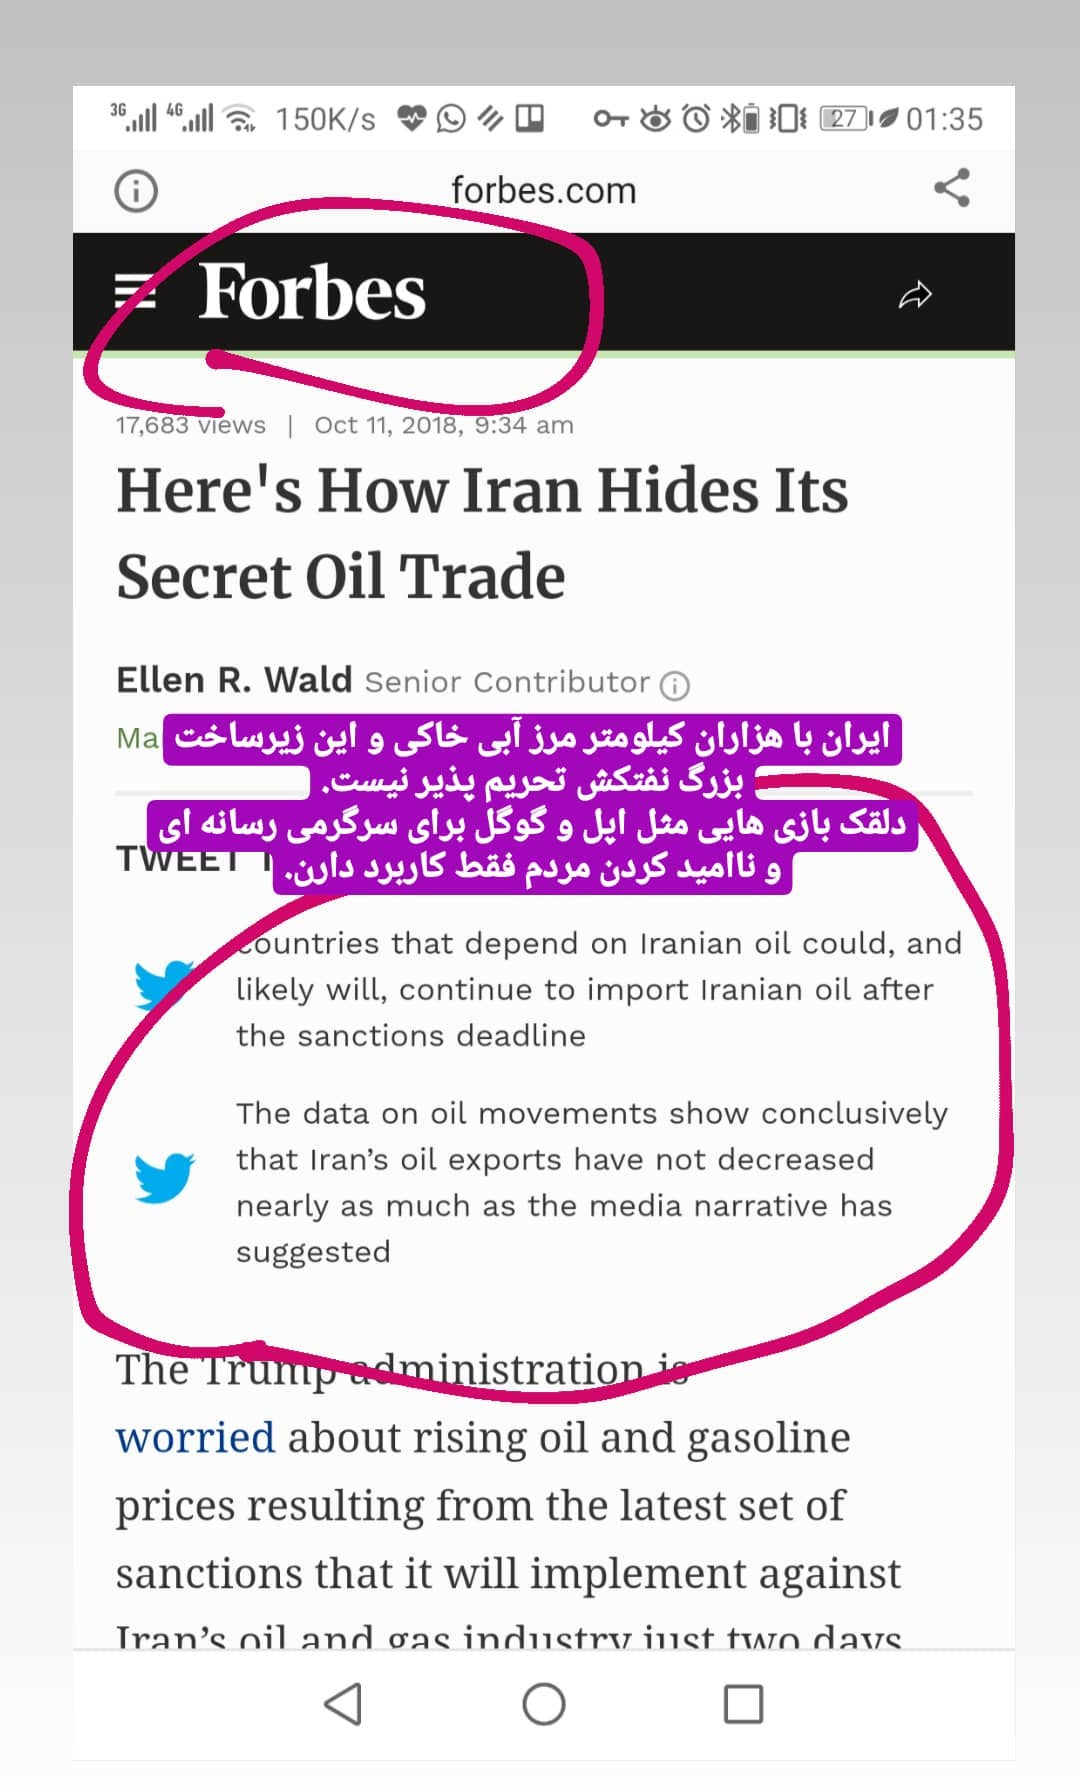 3G 4G 150K/s 27 01:35
forbes.com
Forbes
17,683 views | Oct 11, 2018, 9:34 am
Here's How Iran Hides Its
Secret Oil Trade
Ellen R. Wald Senior Contributor
Ma
ایران با هزاران کیلومتر مرز آبی خاکی و این زیرساخت
بزرگ نفتکش تحریم پذیر نیست.
دلقک بازی هایی مثل اپل و گوگل برای سرگرمی رسانه ای
و ناامید کردن مردم فقط کاربرد دارن.
TWEET
countries that depend on Iranian oil could, and
likely will, continue to import Iranian oil after
the sanctions deadline
The data on oil movements show conclusively
that Iran’s oil exports have not decreased
nearly as much as the media narrative has
suggested
The Trump administration is
worried about rising oil and gasoline
prices resulting from the latest set of
sanctions that it will implement against
Iran’s oil and gas industry just two days